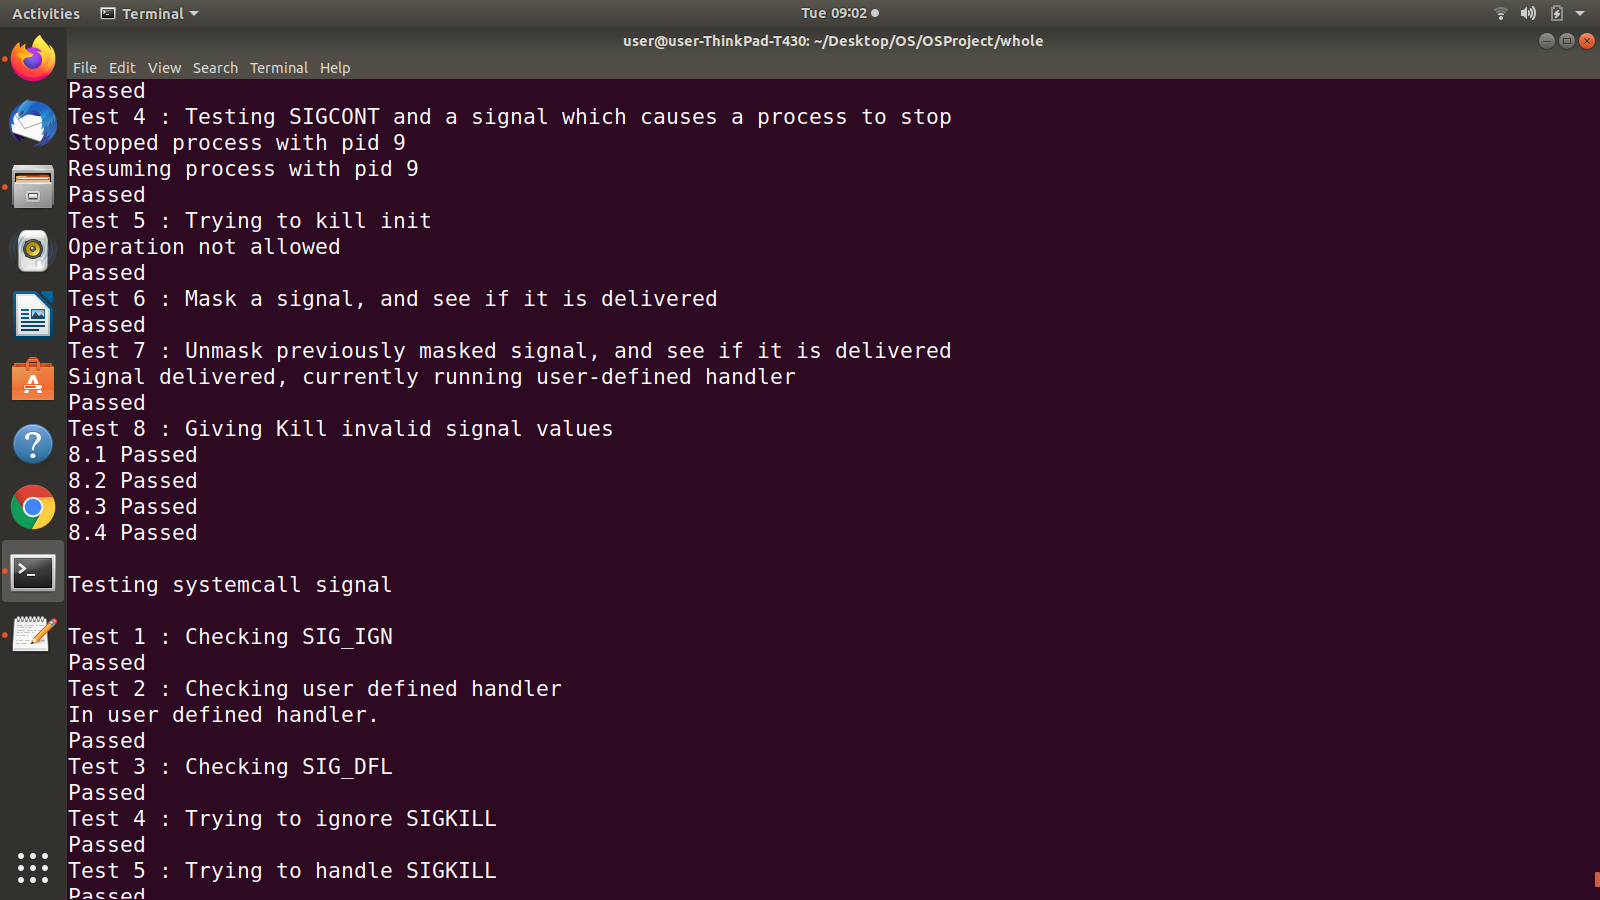 Activities Terminal Tue 09:02
user@user-ThinkPad-T430: ~/Desktop/OS/OSProject/whole
File Edit View Search Terminal Help
Passed
Test 4 : Testing SIGCONT and a signal which causes a process to stop
Stopped process with pid 9
Resuming process with pid 9
Passed
Test 5 : Trying to kill init
Operation not allowed
Passed
Test 6 : Mask a signal, and see if it is delivered
Passed
Test 7 : Unmask previously masked signal, and see if it is delivered
Signal delivered, currently running user-defined handler
Passed
Test 8 : Giving Kill invalid signal values
8.1 Passed
8.2 Passed
8.3 Passed
8.4 Passed
Testing systemcall signal
Test 1 : Checking SIG_IGN
Passed
Test 2 : Checking user defined handler
In user defined handler.
Passed
Test 3 : Checking SIG_DFL
Passed
Test 4 : Trying to ignore SIGKILL
Passed
Test 5 : Trying to handle SIGKILL
Passed